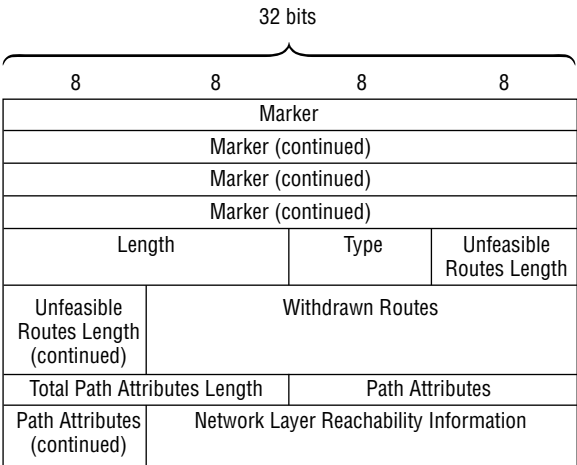 32 bits
8 8 8 8
Marker
Marker (continued)
Marker (continued)
Marker (continued)
Length Type Unfeasible
Routes Length
Unfeasible
Routes Length
(continued)
Withdrawn Routes
Total Path Attributes Length Path Attributes
Path Attributes
(continued)
Network Layer Reachability Information